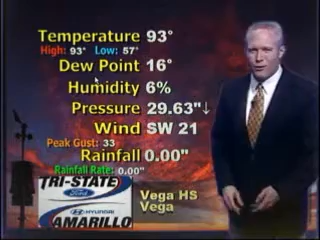 Temperature 93°
High: 93° Low: 57°
Dew Point 16°
Humidity 6%
Pressure 29.63"↓
Wind SW 21
Peak Gust: 33
Rainfall 0.00"
Rainfall Rate: 0.00"
TRI-STATE
Ford
HYUNDAI
AMARILLO
Vega HS
Vega